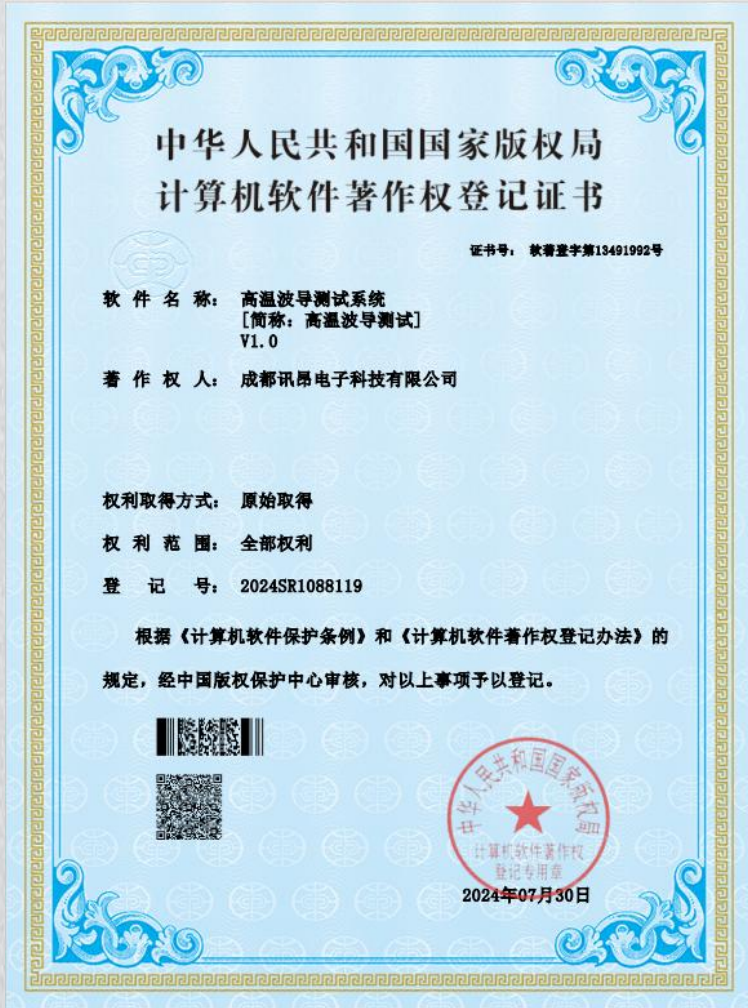 中华人民共和国国家版权局
计算机软件著作权登记证书
证书号： 软著登字第13491992号
软件名称： 高温波导测试系统
[简称：高温波导测试]
V1.0
著作权人： 成都讯昂电子科技有限公司
权利取得方式： 原始取得
权利范围： 全部权利
登记号： 2024SR1088119
根据《计算机软件保护条例》和《计算机软件著作权登记办法》的
规定，经中国版权保护中心审核，对以上事项予以登记。
中华人民共和国国家版权局
计算机软件著作权
登记专用章
2024年07月30日